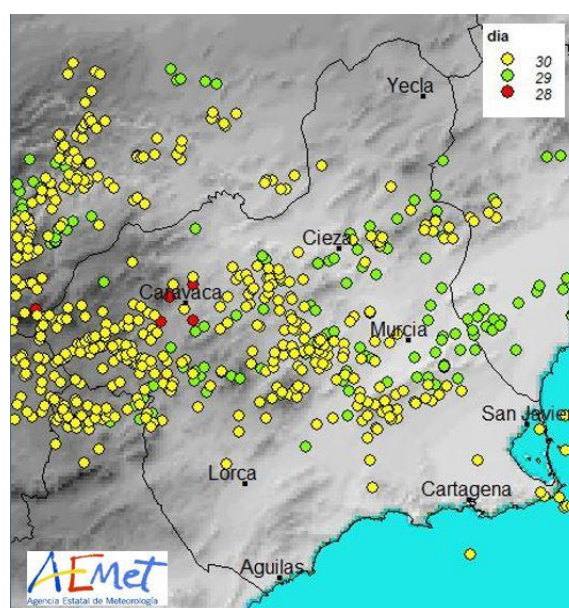 dia
30
29
28
Yecla
Cieza
Caravaca
Murcia
San Javier
Lorca
Cartagena
Aguilas
AEmet
Agencia Estatal de Meteorología